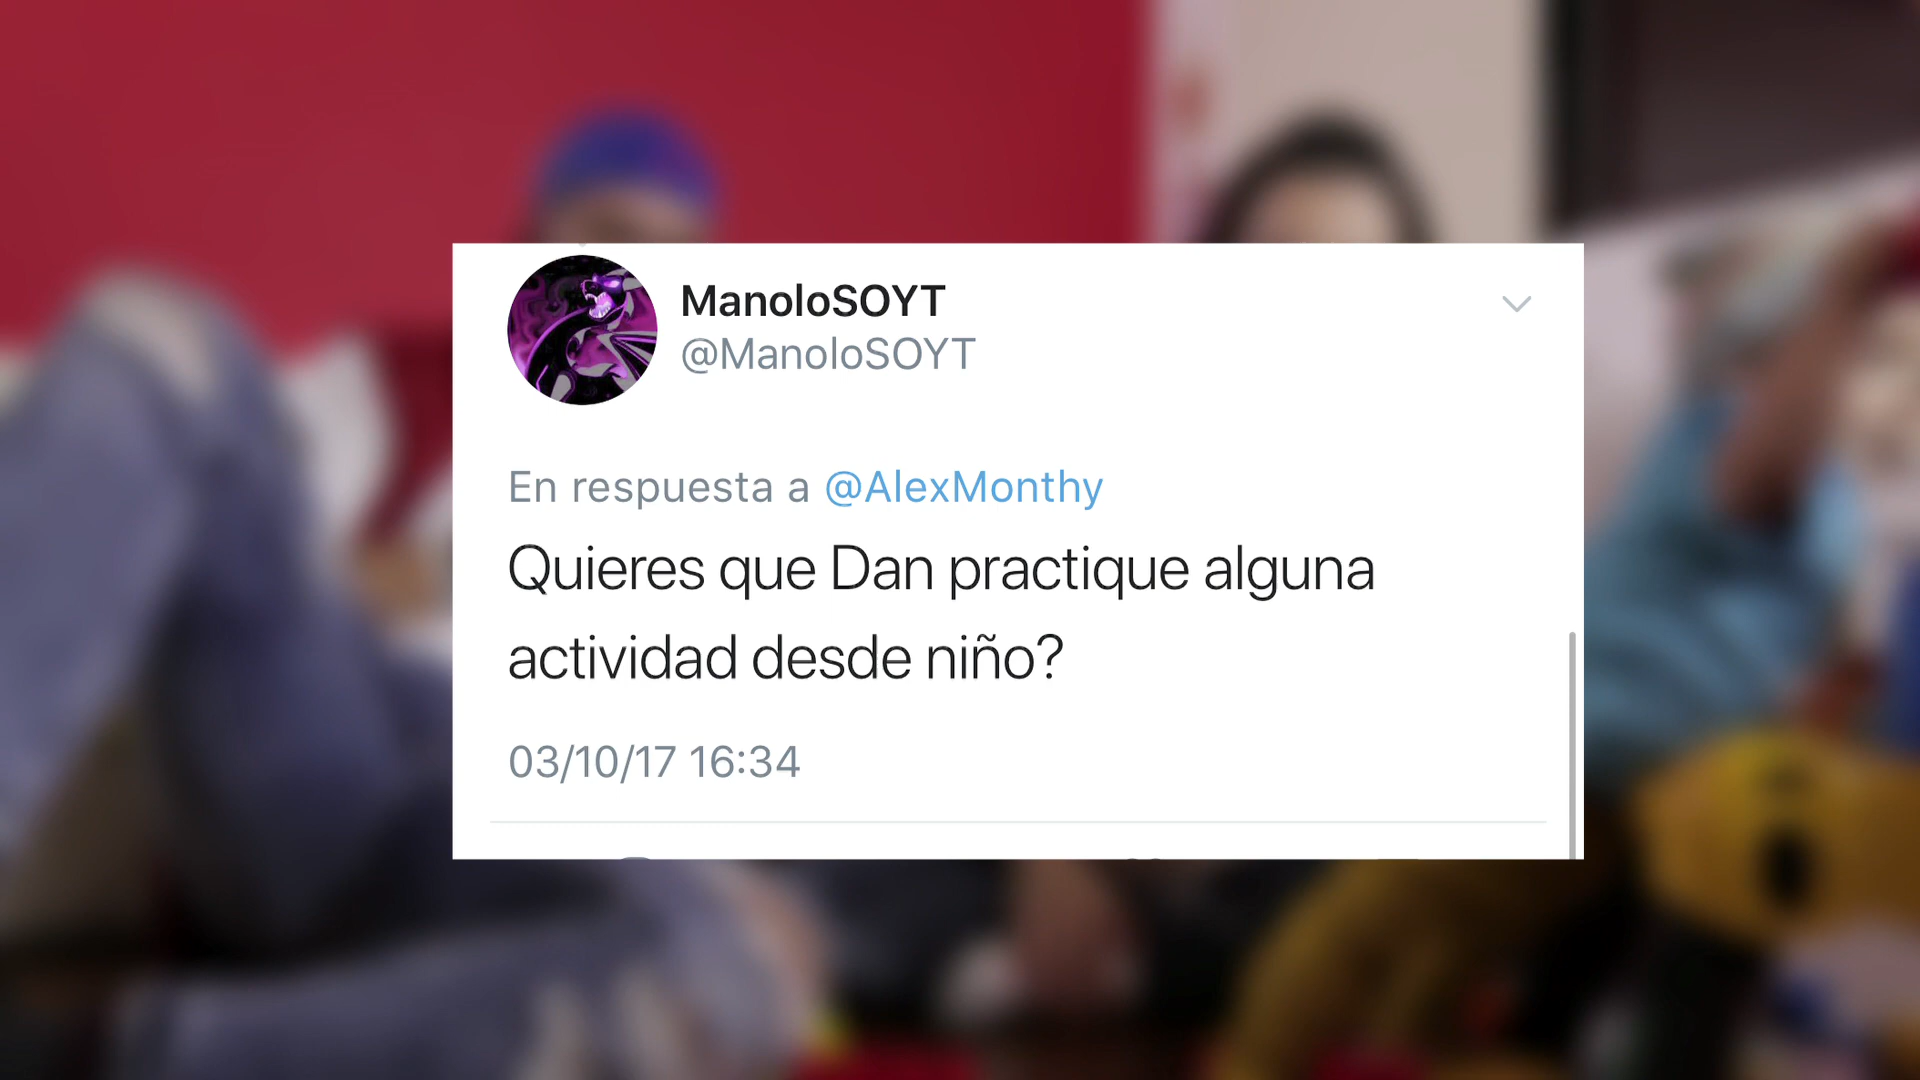 ManoloSOYT
@ManoloSOYT
En respuesta a @AlexMonthy
Quieres que Dan practique alguna
actividad desde niño?
03/10/17 16:34